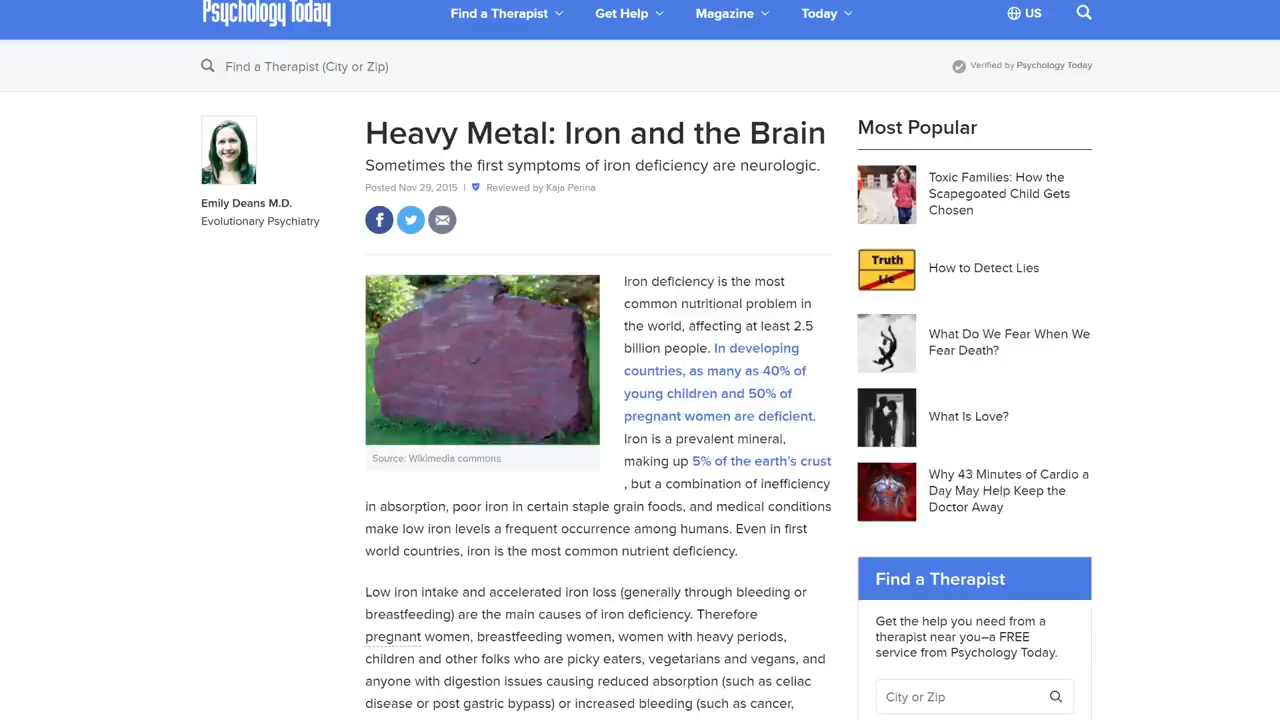 Psychology Today
Find a Therapist
Get Help
Magazine
Today
US
Find a Therapist (City or Zip)
Verified by Psychology Today
Emily Deans M.D.
Evolutionary Psychiatry
Heavy Metal: Iron and the Brain
Sometimes the first symptoms of iron deficiency are neurologic.
Posted Nov 29, 2015 | Reviewed by Kaja Perina
Source: Wikimedia commons
Iron deficiency is the most
common nutritional problem in
the world, affecting at least 2.5
billion people. In developing
countries, as many as 40% of
young children and 50% of
pregnant women are deficient.
Iron is a prevalent mineral,
making up 5% of the earth's crust
, but a combination of inefficiency
in absorption, poor iron in certain staple grain foods, and medical conditions
make low iron levels a frequent occurrence among humans. Even in first
world countries, iron is the most common nutrient deficiency.
Low iron intake and accelerated iron loss (generally through bleeding or
breastfeeding) are the main causes of iron deficiency. Therefore
pregnant women, breastfeeding women, women with heavy periods,
children and other folks who are picky eaters, vegetarians and vegans, and
anyone with digestion issues causing reduced absorption (such as celiac
disease or post gastric bypass) or increased bleeding (such as cancer,
Most Popular
Toxic Families: How the
Scapegoated Child Gets
Chosen
Truth
Lie
How to Detect Lies
What Do We Fear When We
Fear Death?
What Is Love?
Why 43 Minutes of Cardio a
Day May Help Keep the
Doctor Away
Find a Therapist
Get the help you need from a
therapist near you–a FREE
service from Psychology Today.
City or Zip